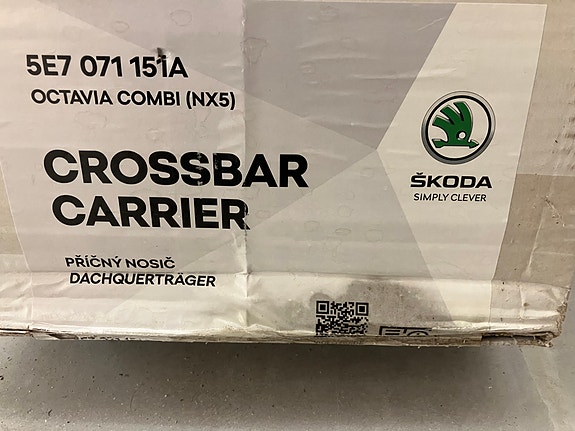 5E7 071 151A
OCTAVIA COMBI (NX5)
CROSSBAR
CARRIER
PŘÍČNÝ NOSIČ
DACHQUERTRÄGER
ŠKODA
SIMPLY CLEVER